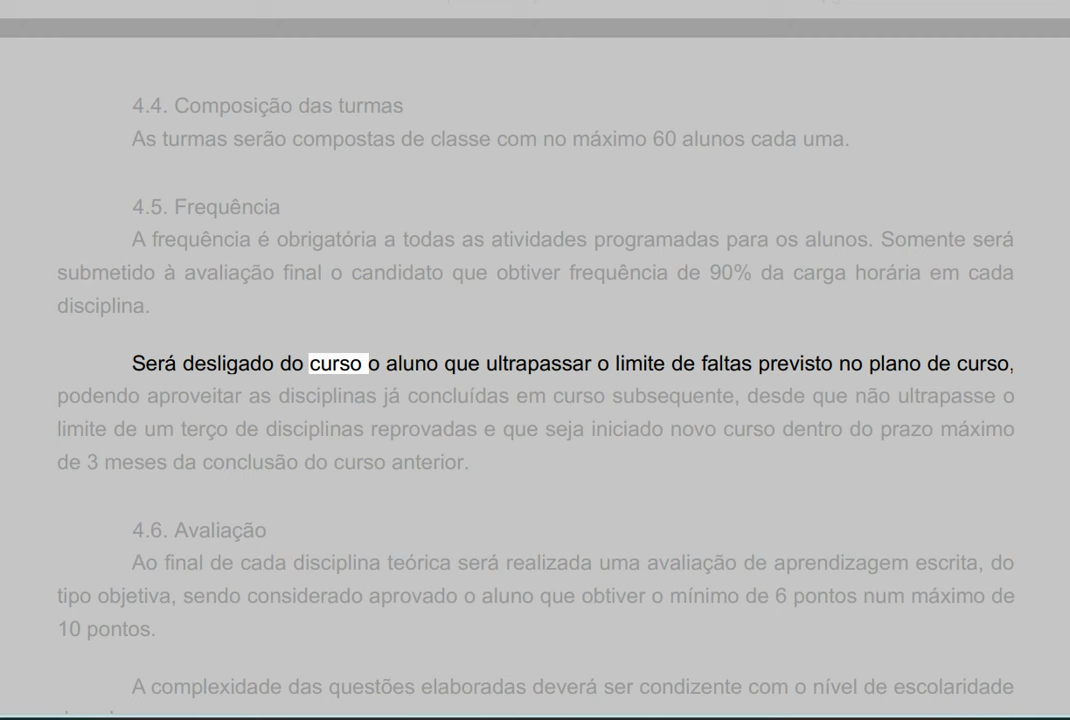 4.4. Composição das turmas
As turmas serão compostas de classe com no máximo 60 alunos cada uma.
4.5. Frequência
A frequência é obrigatória a todas as atividades programadas para os alunos. Somente será
submetido à avaliação final o candidato que obtiver frequência de 90% da carga horária em cada
disciplina.
Será desligado do curso o aluno que ultrapassar o limite de faltas previsto no plano de curso,
podendo aproveitar as disciplinas já concluídas em curso subsequente, desde que não ultrapasse o
limite de um terço de disciplinas reprovadas e que seja iniciado novo curso dentro do prazo máximo
de 3 meses da conclusão do curso anterior.
4.6. Avaliação
Ao final de cada disciplina teórica será realizada uma avaliação de aprendizagem escrita, do
tipo objetiva, sendo considerado aprovado o aluno que obtiver o mínimo de 6 pontos num máximo de
10 pontos.
A complexidade das questões elaboradas deverá ser condizente com o nível de escolaridade